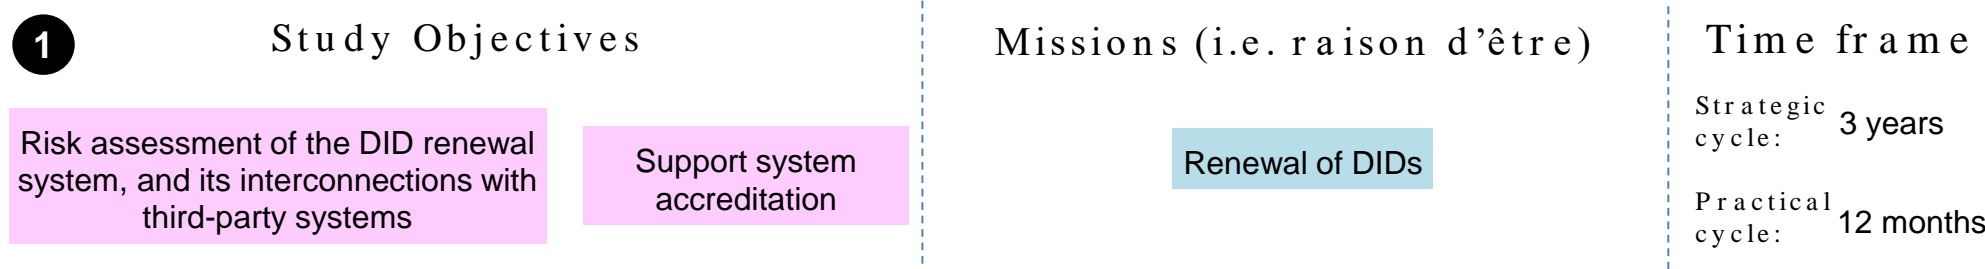 1
Study Objectives
Risk assessment of the DID renewal
system, and its interconnections with
third-party systems
Support system
accreditation
Missions (i.e. raison d’être)
Renewal of DIDs
Time frame
Strategic
cycle:
3 years
Practical
cycle:
12 months